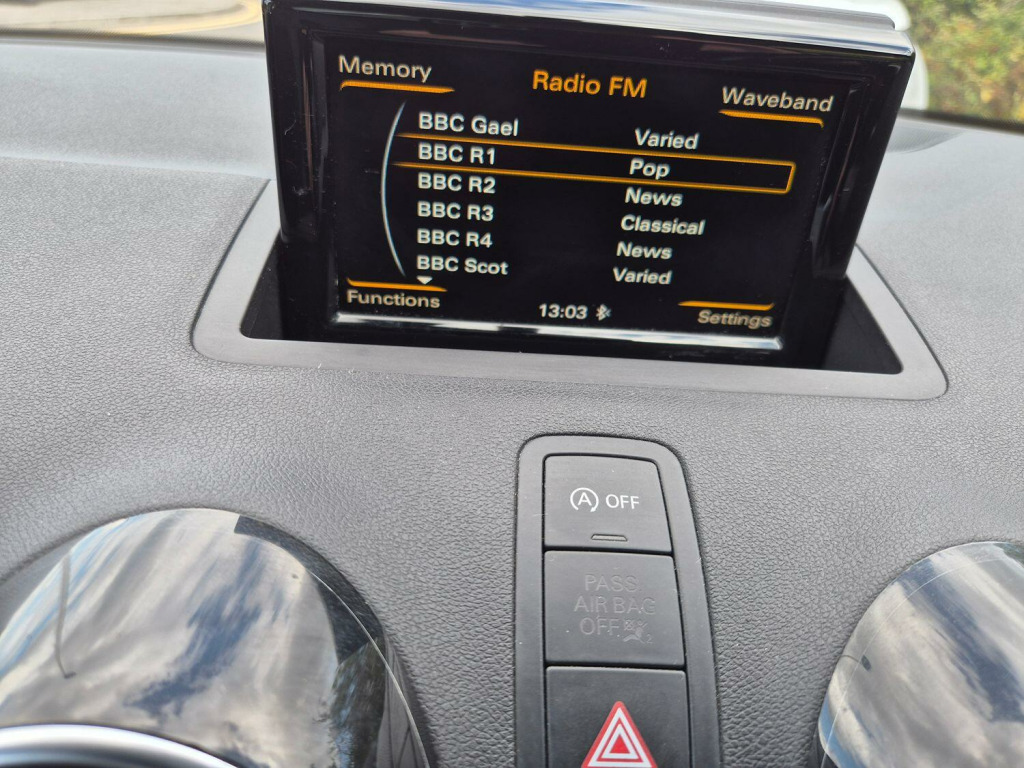 Memory
Radio FM
Waveband
BBC Gael Varied
BBC R1 Pop
BBC R2 News
BBC R3 Classical
BBC R4 News
BBC Scot Varied
Functions
13:03
Settings
A OFF
PASS
AIR BAG
OFF 2